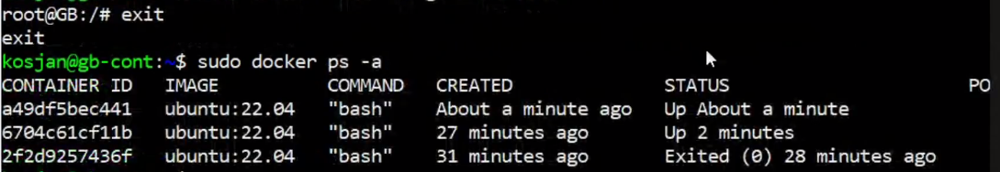 root@GB:/# exit
exit
kosjan@gb-cont:~$ sudo docker ps -a
CONTAINER ID   IMAGE          COMMAND   CREATED              STATUS                      PO
a49df5bec441   ubuntu:22.04   "bash"    About a minute ago   Up About a minute
6704c61cf11b   ubuntu:22.04   "bash"    27 minutes ago       Up 2 minutes
2f2d9257436f   ubuntu:22.04   "bash"    31 minutes ago       Exited (0) 28 minutes ago